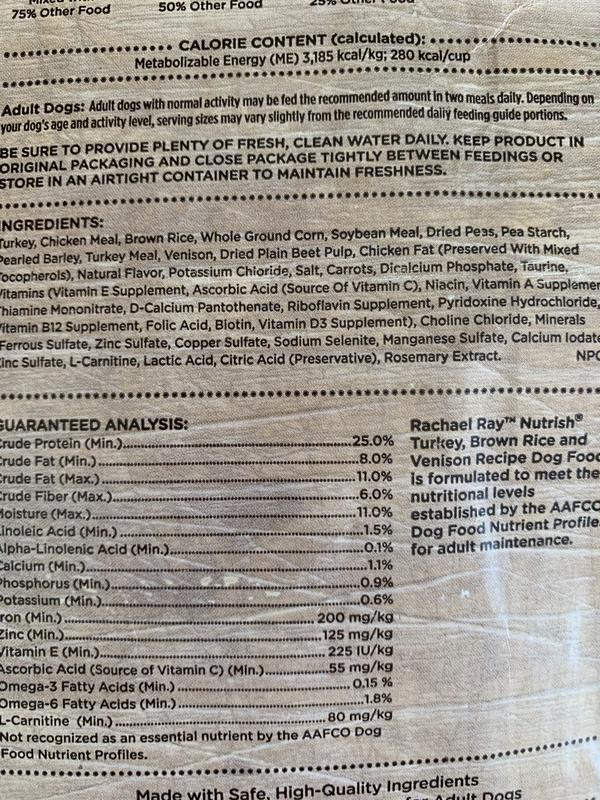 75% Other Food
50% Other Food
25% Other Food
CALORIE CONTENT (calculated):
Metabolizable Energy (ME) 3,185 kcal/kg; 280 kcal/cup
Adult Dogs: Adult dogs with normal activity may be fed the recommended amount in two meals daily. Depending on
your dog's age and activity level, serving sizes may vary slightly from the recommended daily feeding guide portions.
BE SURE TO PROVIDE PLENTY OF FRESH, CLEAN WATER DAILY. KEEP PRODUCT IN
ORIGINAL PACKAGING AND CLOSE PACKAGE TIGHTLY BETWEEN FEEDINGS OR
STORE IN AN AIRTIGHT CONTAINER TO MAINTAIN FRESHNESS.
INGREDIENTS:
Turkey, Chicken Meal, Brown Rice, Whole Ground Corn, Soybean Meal, Dried Peas, Pea Starch,
Pearled Barley, Turkey Meal, Venison, Dried Plain Beet Pulp, Chicken Fat (Preserved With Mixed
Tocopherols), Natural Flavor, Potassium Chloride, Salt, Carrots, Dicalcium Phosphate, Taurine,
Vitamins (Vitamin E Supplement, Ascorbic Acid (Source Of Vitamin C), Niacin, Vitamin A Supplemen
Thiamine Mononitrate, D-Calcium Pantothenate, Riboflavin Supplement, Pyridoxine Hydrochloride,
Vitamin B12 Supplement, Folic Acid, Biotin, Vitamin D3 Supplement), Choline Chloride, Minerals
(Ferrous Sulfate, Zinc Sulfate, Copper Sulfate, Sodium Selenite, Manganese Sulfate, Calcium Iodate
Zinc Sulfate, L-Carnitine, Lactic Acid, Citric Acid (Preservative), Rosemary Extract. NPC
GUARANTEED ANALYSIS:
Crude Protein (Min.)...25.0%
Crude Fat (Min.)...8.0%
Crude Fat (Max.)...11.0%
Crude Fiber (Max.)...6.0%
Moisture (Max.)...11.0%
Linoleic Acid (Min.)...1.5%
Alpha-Linolenic Acid (Min.)...0.1%
Calcium (Min.)...1.1%
Phosphorus (Min.)...0.9%
Potassium (Min.)...0.6%
Iron (Min.)...200 mg/kg
Zinc (Min.)...125 mg/kg
Vitamin E (Min.)...225 IU/kg
Ascorbic Acid (Source of Vitamin C) (Min.)...55 mg/kg
Omega-3 Fatty Acids (Min.)...0.15 %
Omega-6 Fatty Acids (Min.)...1.8%
L-Carnitine (Min.)...80 mg/kg
Not recognized as an essential nutrient by the AAFCO Dog
Food Nutrient Profiles.
Rachael Ray™ Nutrish®
Turkey, Brown Rice and
Venison Recipe Dog Food
is formulated to meet the
nutritional levels
established by the AAFCO
Dog Food Nutrient Profile
for adult maintenance.
Made with Safe, High-Quality Ingredients
for Adult Dogs